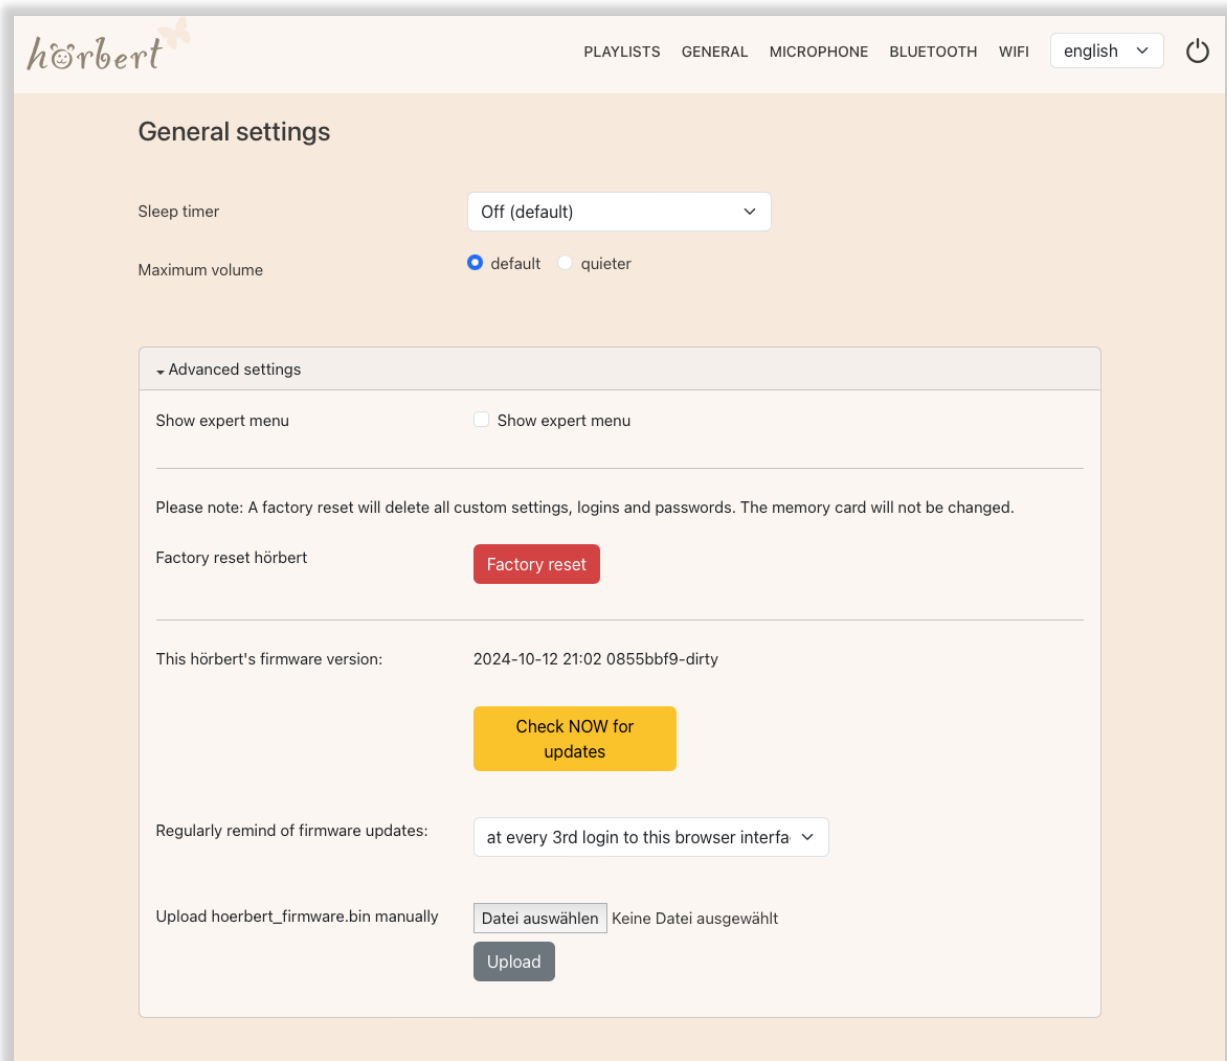 hörbert
PLAYLISTS GENERAL MICROPHONE BLUETOOTH WIFI english
General settings
Sleep timer Off (default)
Maximum volume default quieter
Advanced settings
Show expert menu Show expert menu
Please note: A factory reset will delete all custom settings, logins and passwords. The memory card will not be changed.
Factory reset hörbert Factory reset
This hörbert's firmware version: 2024-10-12 21:02 0855bbf9-dirty
Check NOW for
updates
Regularly remind of firmware updates: at every 3rd login to this browser interfa
Upload hoerbert_firmware.bin manually Datei auswählen Keine Datei ausgewählt
Upload